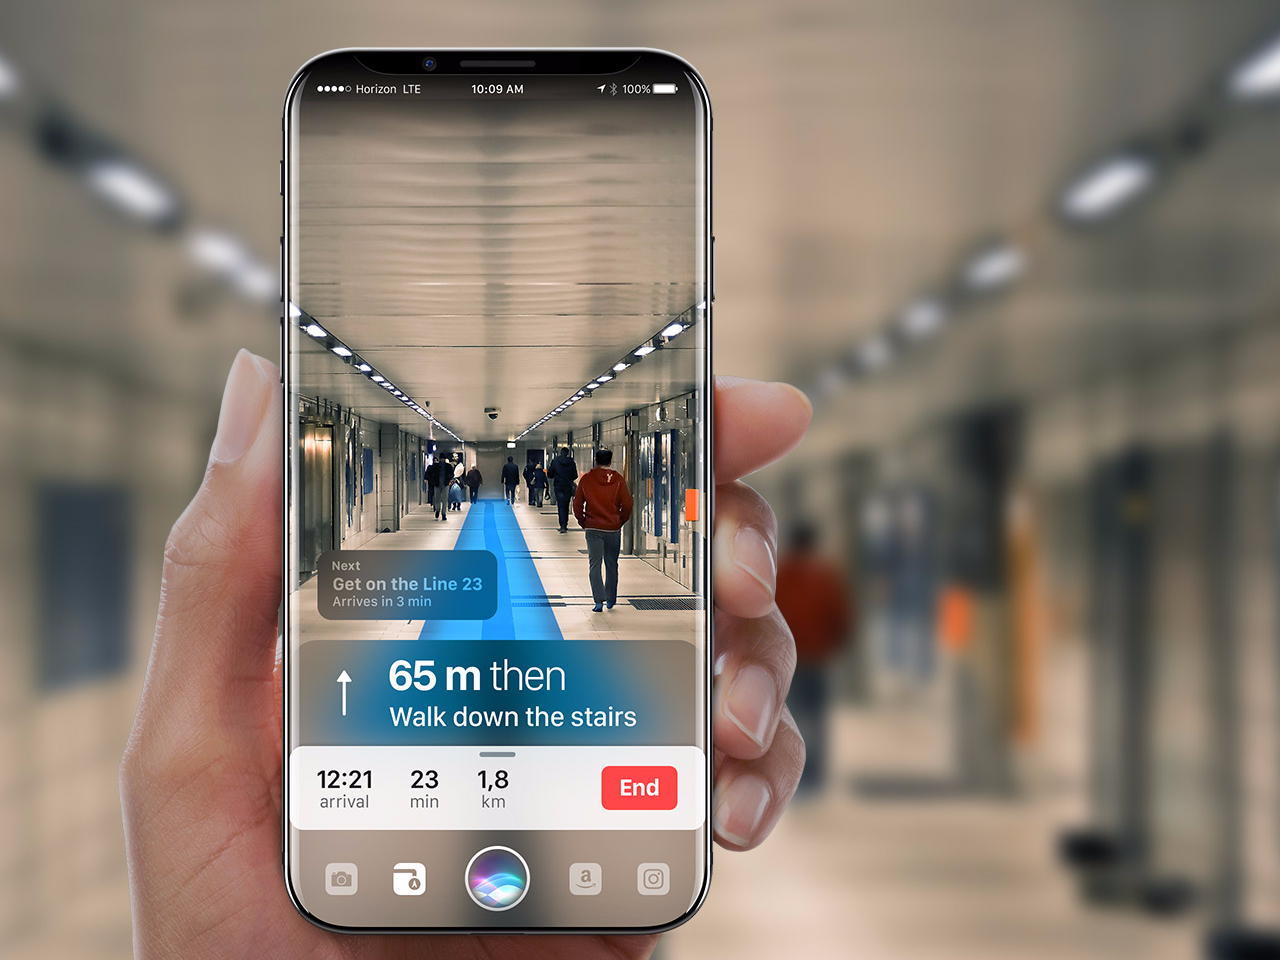 Horizon LTE 10:09 AM 100%
Next
Get on the Line 23
Arrives in 3 min
65 m then
Walk down the stairs
12:21 23 1,8
arrival min km
End
a